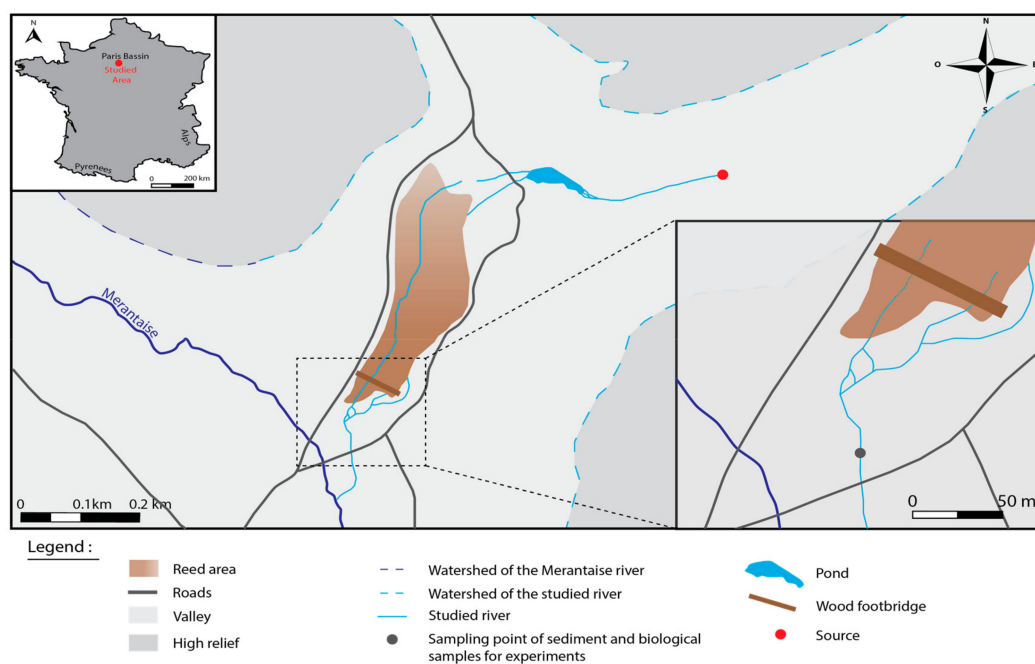 N
Paris Bassin
Studied
Area
Alps
Pyrenees
0 200 km
N
O E
S
Merantaise
0 0.1km 0.2 km
0 50 m
Legend :
Reed area
Roads
Valley
High relief
Watershed of the Merantaise river
Watershed of the studied river
Studied river
Sampling point of sediment and biological
samples for experiments
Pond
Wood footbridge
Source